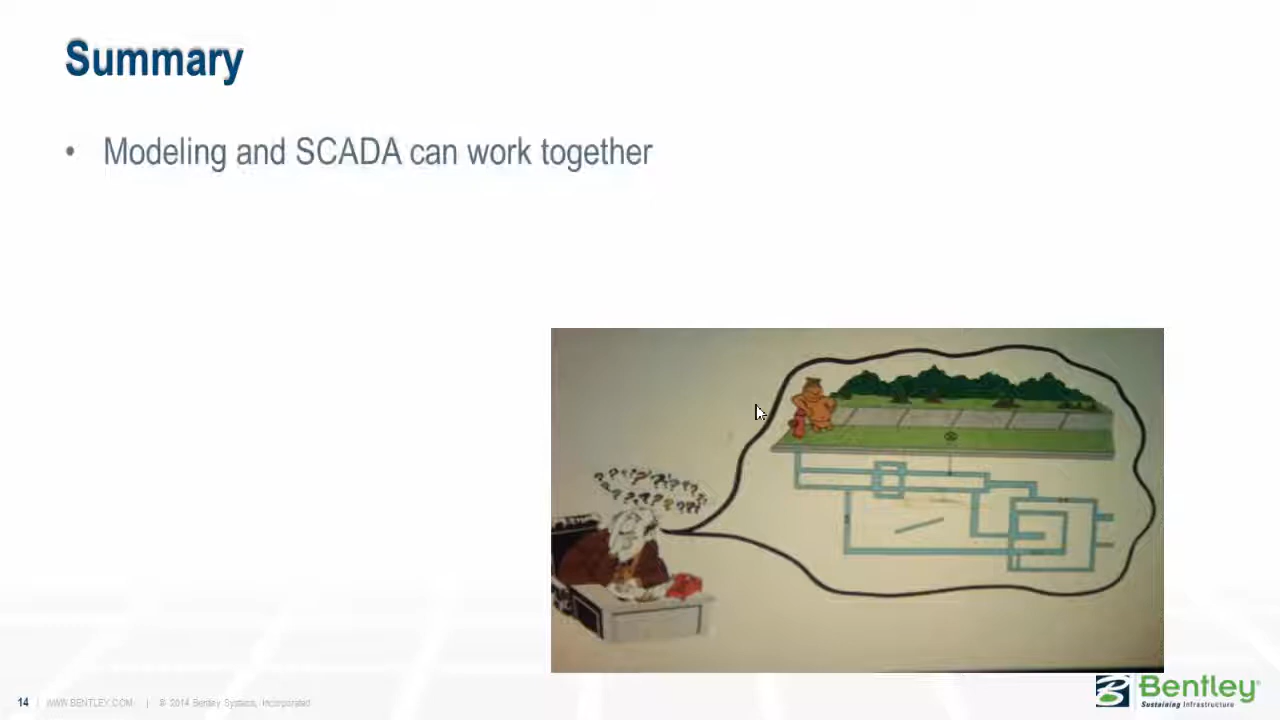 Summary
• Modeling and SCADA can work together
14 | WWW.BENTLEY.COM | © 2014 Bentley Systems, Incorporated
Bentley®
Sustaining Infrastructure